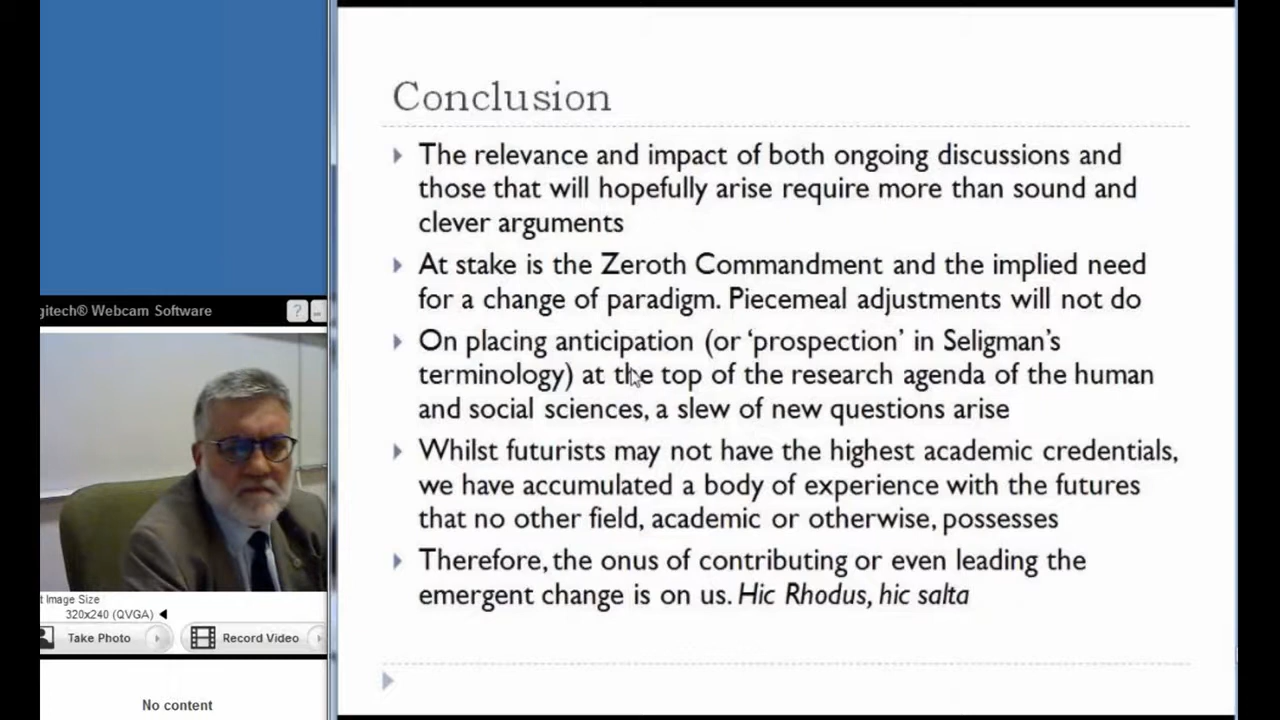 Conclusion
The relevance and impact of both ongoing discussions and
those that will hopefully arise require more than sound and
clever arguments
At stake is the Zeroth Commandment and the implied need
for a change of paradigm. Piecemeal adjustments will not do
On placing anticipation (or ‘prospection’ in Seligman’s
terminology) at the top of the research agenda of the human
and social sciences, a slew of new questions arise
Whilst futurists may not have the highest academic credentials,
we have accumulated a body of experience with the futures
that no other field, academic or otherwise, possesses
Therefore, the onus of contributing or even leading the
emergent change is on us. Hic Rhodus, hic salta
gitech® Webcam Software
t Image Size
320x240 (QVGA)
Take Photo
Record Video
No content